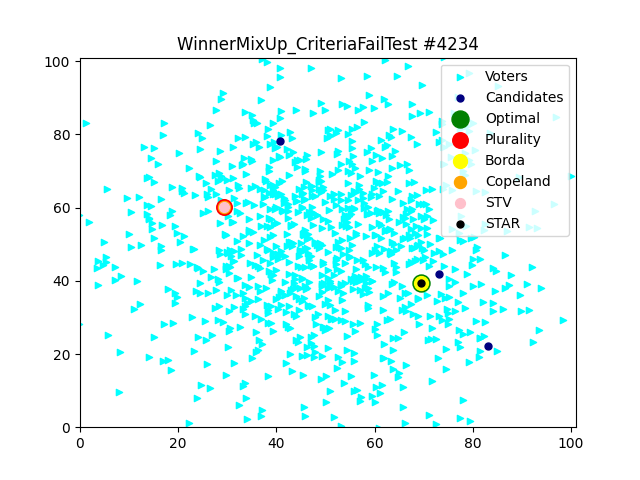 WinnerMixUp_CriteriaFailTest #4234
100
80
60
40
20
0
0 20 40 60 80 100
Voters
Candidates
Optimal
Plurality
Borda
Copeland
STV
STAR